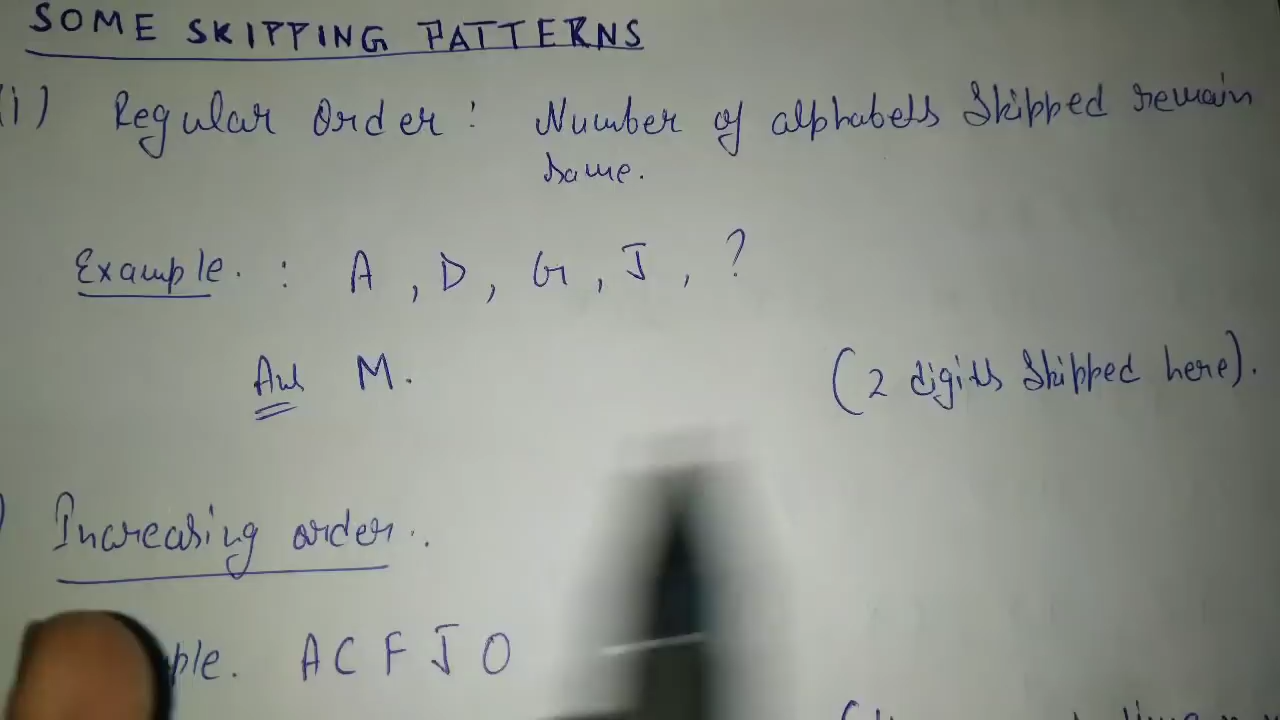 SOME SKIPPING PATTERNS
(i) Regular Order : Number of alphabets Skipped remain
same.
Example. : A , D, G, J, ?
Ans M. (2 digits Skipped here).
) Increasing order.
ple. A C F J O